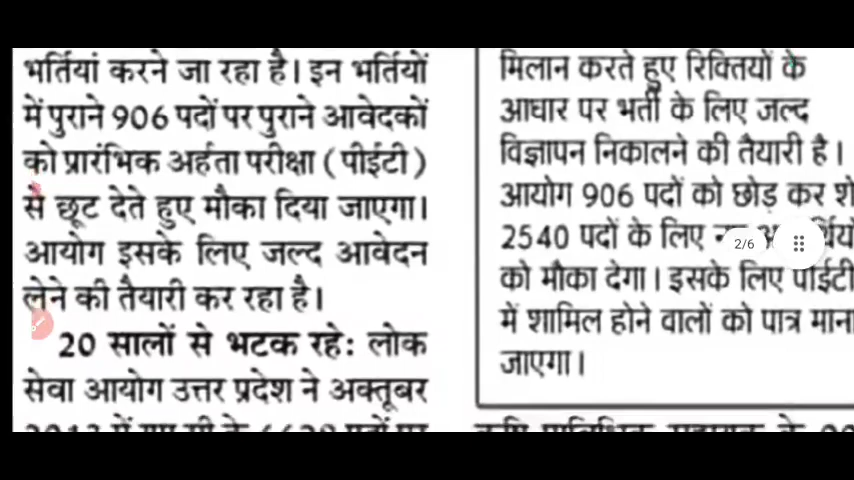 भर्तियां करने जा रहा है। इन भर्तियों
में पुराने 906 पदों पर पुराने आवेदकों
को प्रारंभिक अर्हता परीक्षा (पीईटी)
से छूट देते हुए मौका दिया जाएगा।
आयोग इसके लिए जल्द आवेदन
लेने की तैयारी कर रहा है।
20 सालों से भटक रहे: लोक
सेवा आयोग उत्तर प्रदेश ने अक्तूबर
मिलान करते हुए रिक्तियों के
आधार पर भर्ती के लिए जल्द
विज्ञापन निकालने की तैयारी है।
आयोग 906 पदों को छोड़ कर
2540 पदों के लिए
को मौका देगा। इसके लिए पीईटी
में शामिल होने वालों को पात्र माना
जाएगा।
2/6